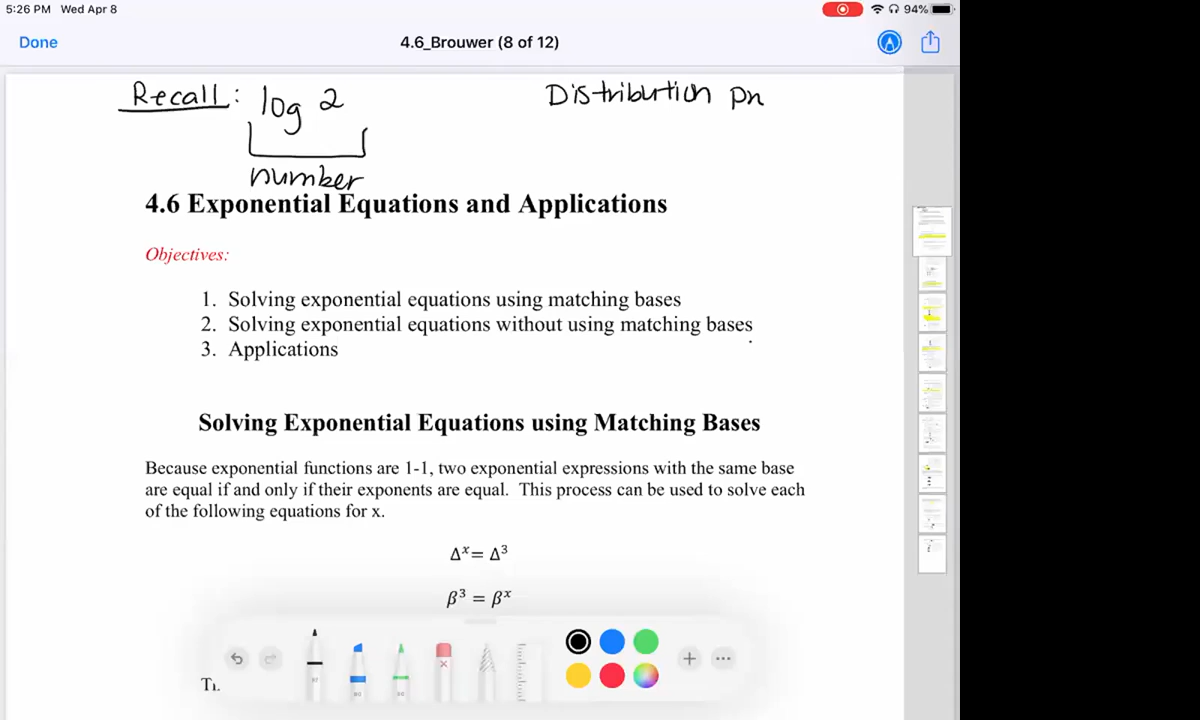 5:26 PM Wed Apr 8 94%
Done 4.6_Brouwer (8 of 12)
Recall: log 2 Distribution
number
4.6 Exponential Equations and Applications
Objectives:
1. Solving exponential equations using matching bases
2. Solving exponential equations without using matching bases
3. Applications
Solving Exponential Equations using Matching Bases
Because exponential functions are 1-1, two exponential expressions with the same base
are equal if and only if their exponents are equal. This process can be used to solve each
of the following equations for x.
Δˣ = Δ³
β³ = βˣ